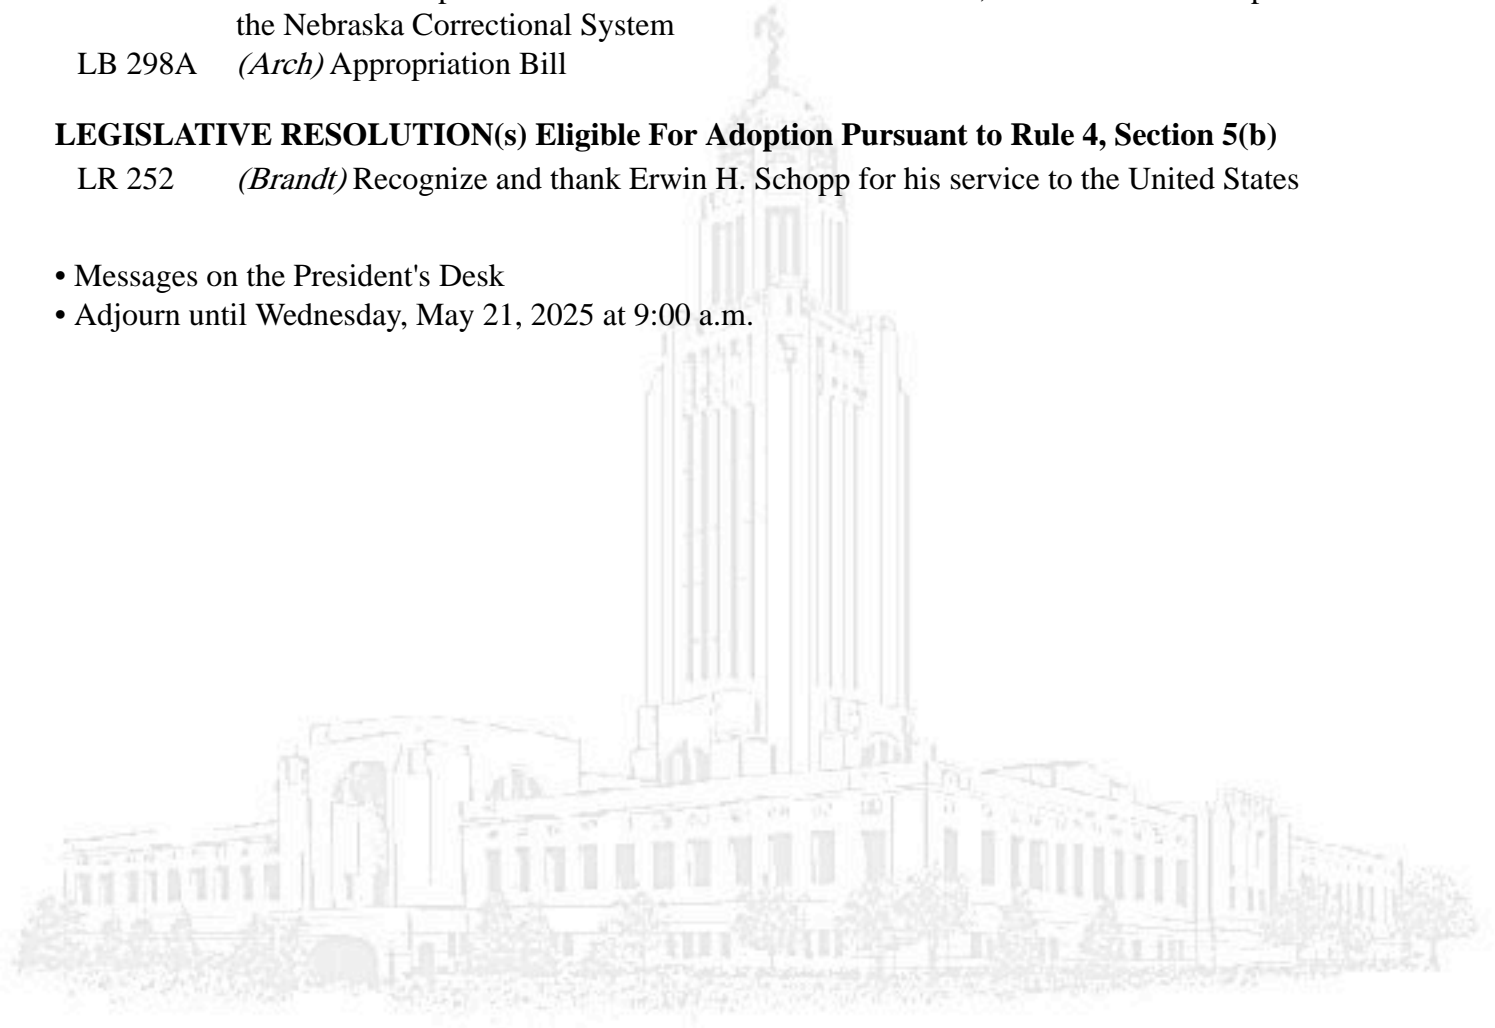 the Nebraska Correctional System
LB 298A (Arch) Appropriation Bill
LEGISLATIVE RESOLUTION(s) Eligible For Adoption Pursuant to Rule 4, Section 5(b)
LR 252 (Brandt) Recognize and thank Erwin H. Schopp for his service to the United States
• Messages on the President's Desk
• Adjourn until Wednesday, May 21, 2025 at 9:00 a.m.